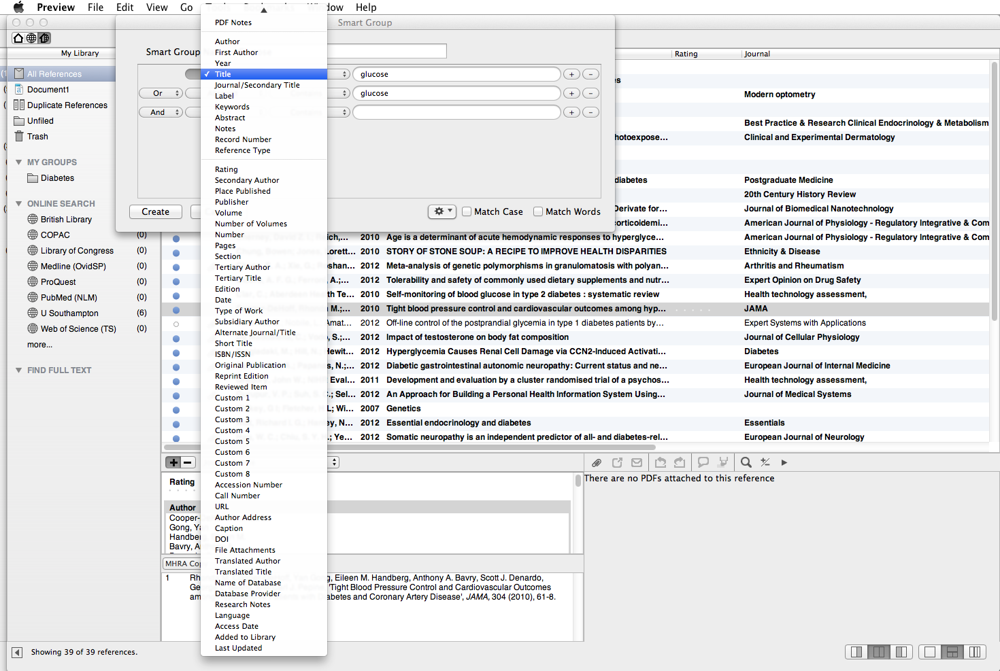 Preview File Edit View Go Window Help
Smart Group
My Library
Rating Journal
(1 All References
Document1
Duplicate References
Unfiled
Trash
MY GROUPS
Diabetes
ONLINE SEARCH
British Library
COPAC (0)
Library of Congress (0)
Medline (OvidSP) (0)
ProQuest (0)
PubMed (NLM) (0)
U Southampton (6)
Web of Science (TS) (0)
more...
FIND FULL TEXT
Smart Group
glucose + -
Or glucose + -
And + -
Create
Match Case Match Words
PDF Notes
Author
First Author
Year
✓ Title
Journal/Secondary Title
Label
Keywords
Abstract
Notes
Record Number
Reference Type
Rating
Secondary Author
Place Published
Publisher
Volume
Number of Volumes
Number
Pages
Section
Tertiary Author
Tertiary Title
Edition
Date
Type of Work
Subsidiary Author
Alternate Journal/Title
Short Title
ISBN/ISSN
Original Publication
Reprint Edition
Reviewed Item
Custom 1
Custom 2
Custom 3
Custom 4
Custom 5
Custom 6
Custom 7
Custom 8
Accession Number
Call Number
URL
Author Address
Caption
DOI
File Attachments
Translated Author
Translated Title
Name of Database
Database Provider
Research Notes
Language
Access Date
Added to Library
Last Updated
es
Modern optometry
Best Practice & Research Clinical Endocrinology & Metabolism
hotoexpose... Clinical and Experimental Dermatology
diabetes Postgraduate Medicine
20th Century History Review
Derivate for... Journal of Biomedical Nanotechnology
corticoidemi... American Journal of Physiology - Regulatory Integrative & Com
ich,... 2010 Age is a determinant of acute hemodynamic responses to hyperglyce... American Journal of Physiology - Regulatory Integrative & Com
Lorett... 2010 STORY OF STONE SOUP: A RECIPE TO IMPROVE HEALTH DISPARITIES Ethnicity & Disease
oshan... 2012 Meta-analysis of genetic polymorphisms in granulomatosis with polyan... Arthritis and Rheumatism
A.;... 2012 Tolerability and safety of commonly used dietary supplements and nutr... Expert Opinion on Drug Safety
th Te... 2010 Self-monitoring of blood glucose in type 2 diabetes : systematic review Health technology assessment,
M.;... 2010 Tight blood pressure control and cardiovascular outcomes among hyp... JAMA
Amat... 2012 Off-line control of the postprandial glycemia in type 1 diabetes patients by... Expert Systems with Applications
S.;... 2012 Impact of testosterone on body fat composition Journal of Cellular Physiology
Hewit... 2012 Hyperglycemia Causes Renal Cell Damage via CCN2-Induced Activati... Diabetes
N.;... 2012 Diabetic gastrointestinal autonomic neuropathy: Current status and ne... European Journal of Internal Medicine
Eval... 2011 Development and evaluation by a cluster randomised trial of a psychos... Health technology assessment,
; Sel... 2012 An Approach for Building a Personal Health Information System Using... Journal of Medical Systems
L; Wi... 2007 Genetics
ey, N... 2012 Essential endocrinology and diabetes Essentials
; Ye... 2012 Somatic neuropathy is an independent predictor of all- and diabetes-rel... European Journal of Neurology
Rating
Author
Cooper-
Gong, Ya
Handber
Bavry, A
There are no PDFs attached to this reference
MHRA Co
1 Rh g, Eileen M. Handberg, Anthony A. Bavry, Scott J. Denardo,
Ge 'Tight Blood Pressure Control and Cardiovascular Outcomes
am abetes and Coronary Artery Disease', JAMA, 304 (2010), 61-8.
Showing 39 of 39 references.